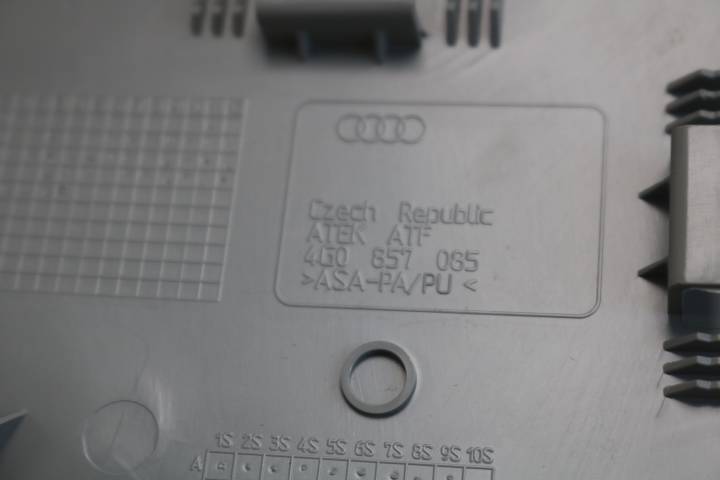 Czech Republic
ATEK ATF
4G0 857 085
>ASA-PA/PU <
1S 2S 3S 4S 5S 6S 7S 8S 9S 10S
A